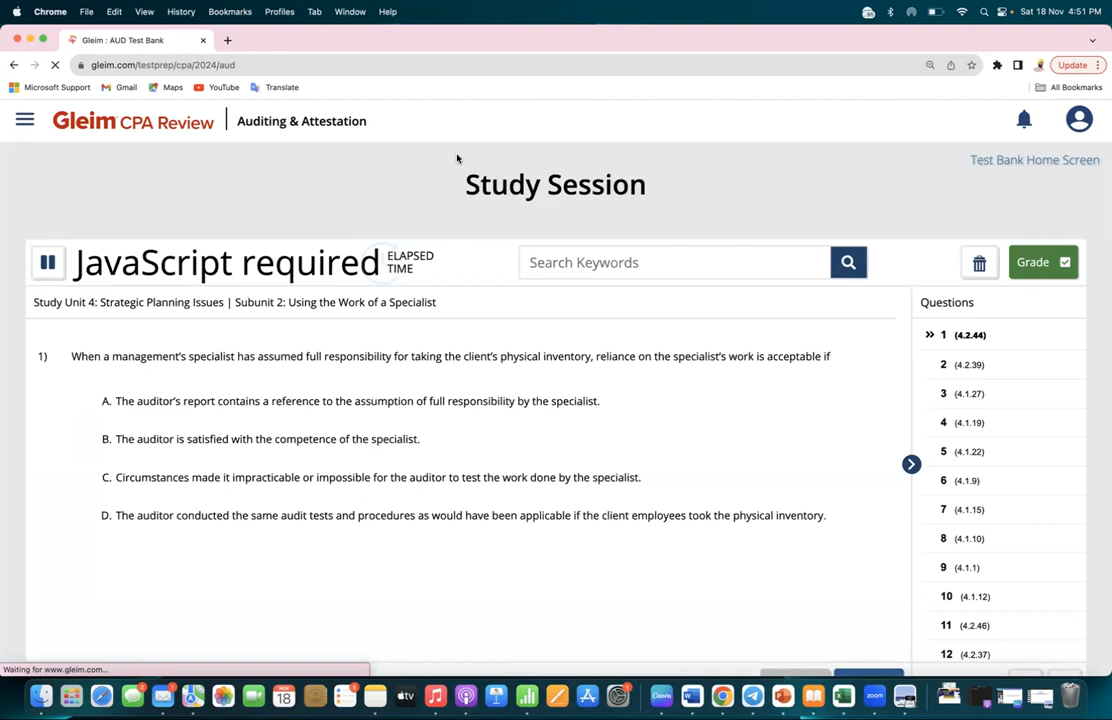 Chrome File Edit View History Bookmarks Profiles Tab Window Help Sat 18 Nov 4:51 PM
Gleim : AUD Test Bank
gleim.com/testprep/cpa/2024/aud Update
Microsoft Support Gmail Maps YouTube Translate All Bookmarks
Gleim CPA Review Auditing & Attestation
Test Bank Home Screen
Study Session
JavaScript required ELAPSED TIME Search Keywords Grade
Study Unit 4: Strategic Planning Issues | Subunit 2: Using the Work of a Specialist
1) When a management's specialist has assumed full responsibility for taking the client's physical inventory, reliance on the specialist's work is acceptable if
A. The auditor's report contains a reference to the assumption of full responsibility by the specialist.
B. The auditor is satisfied with the competence of the specialist.
C. Circumstances made it impracticable or impossible for the auditor to test the work done by the specialist.
D. The auditor conducted the same audit tests and procedures as would have been applicable if the client employees took the physical inventory.
Questions
» 1 (4.2.44)
2 (4.2.39)
3 (4.1.27)
4 (4.1.19)
5 (4.1.22)
6 (4.1.9)
7 (4.1.15)
8 (4.1.10)
9 (4.1.1)
10 (4.1.12)
11 (4.2.46)
12 (4.2.37)
Waiting for www.gleim.com...
NOV
18
tv
Canva
zoom